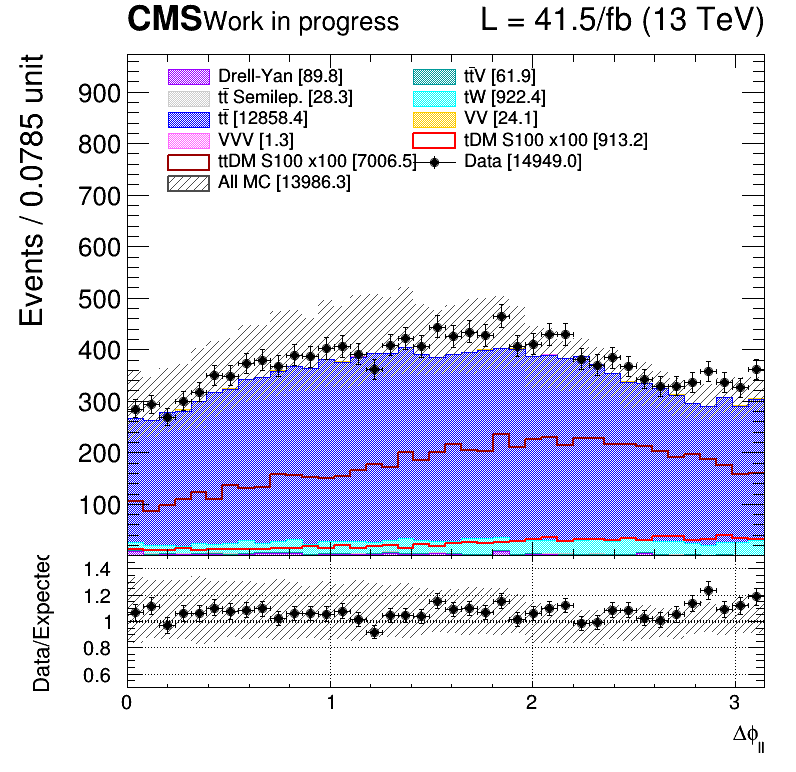 CMS Work in progress L = 41.5/fb (13 TeV)
Events / 0.0785 unit
900
800
700
600
500
400
300
200
100
Drell-Yan [89.8]
tt̄V [61.9]
tt̄ Semilep. [28.3]
tW [922.4]
tt̄ [12858.4]
VV [24.1]
VVV [1.3]
tDM S100 x100 [913.2]
ttDM S100 x100 [7006.5]
Data [14949.0]
All MC [13986.3]
Data/Expected
1.4
1.2
1
0.8
0.6
0 1 2 3
Δϕll